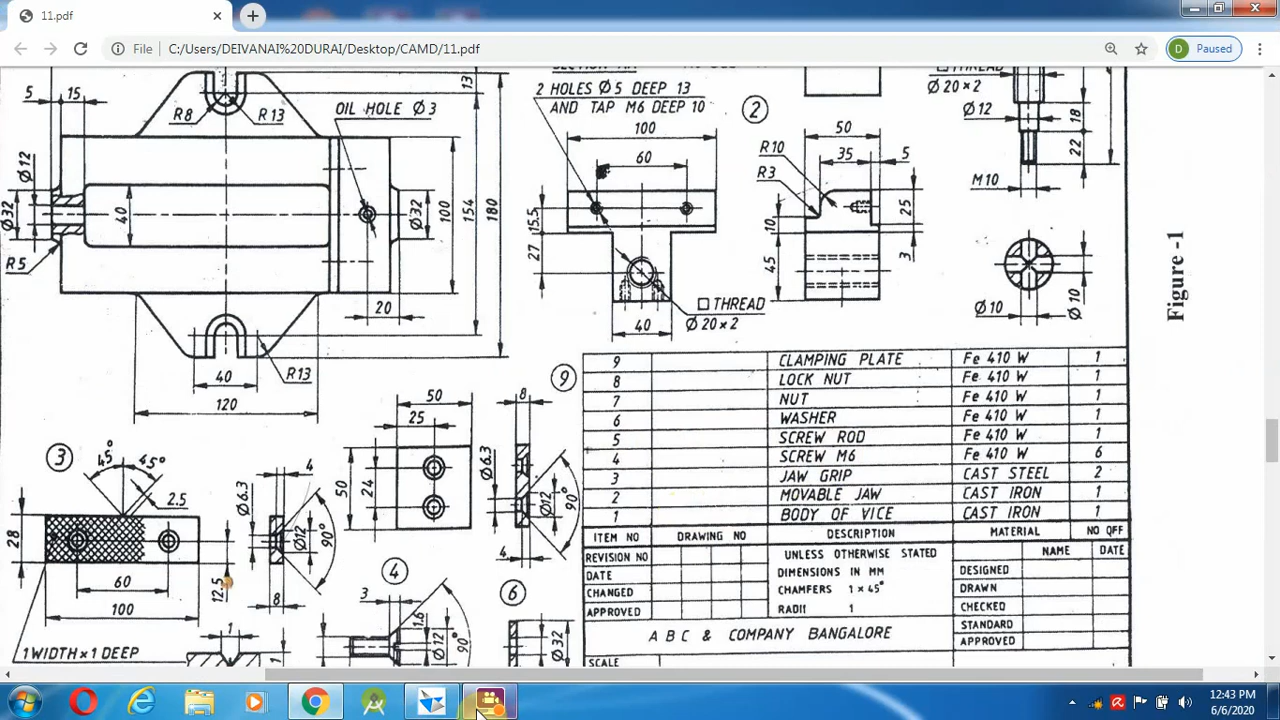 11.pdf
File
C:/Users/DEIVANAI%20DURAI/Desktop/CAMD/11.pdf
D
Paused
5
15
R8
R13
13
OIL HOLE Ø 3
Ø12
Ø32
40
Ø32
100
154
180
R5
20
R13
40
120
2 HOLES Ø 5 DEEP 13
AND TAP M6 DEEP 10
2
100
60
15.5
27
40
□ THREAD
Ø 20 × 2
50
35
5
R10
R3
10
45
25
3
□ THREAD
Ø 20 × 2
Ø 12
18
22
M10
Ø 10
Ø 10
Figure -1
3
45°
45°
2.5
28
60
100
12.5
4
Ø6.3
Ø12
90°
8
1 WIDTH × 1 DEEP
1
1
50
25
50
24
9
8
Ø6.3
Ø12
90°
4
4
3
1.6
Ø12
90°
6
Ø32
9 CLAMPING PLATE Fe 410 W 1
8 LOCK NUT Fe 410 W 1
7 NUT Fe 410 W 1
6 WASHER Fe 410 W 1
5 SCREW ROD Fe 410 W 1
4 SCREW M6 Fe 410 W 6
3 JAW GRIP CAST STEEL 2
2 MOVABLE JAW CAST IRON 1
1 BODY OF VICE CAST IRON 1
ITEM NO DRAWING NO DESCRIPTION MATERIAL NO OFF
REVISION NO
DATE
CHANGED
APPROVED
UNLESS OTHERWISE STATED
DIMENSIONS IN MM
CHAMFERS 1 × 45°
RADII 1
NAME DATE
DESIGNED
DRAWN
CHECKED
STANDARD
APPROVED
A B C & COMPANY BANGALORE
SCALE
12:43 PM
6/6/2020